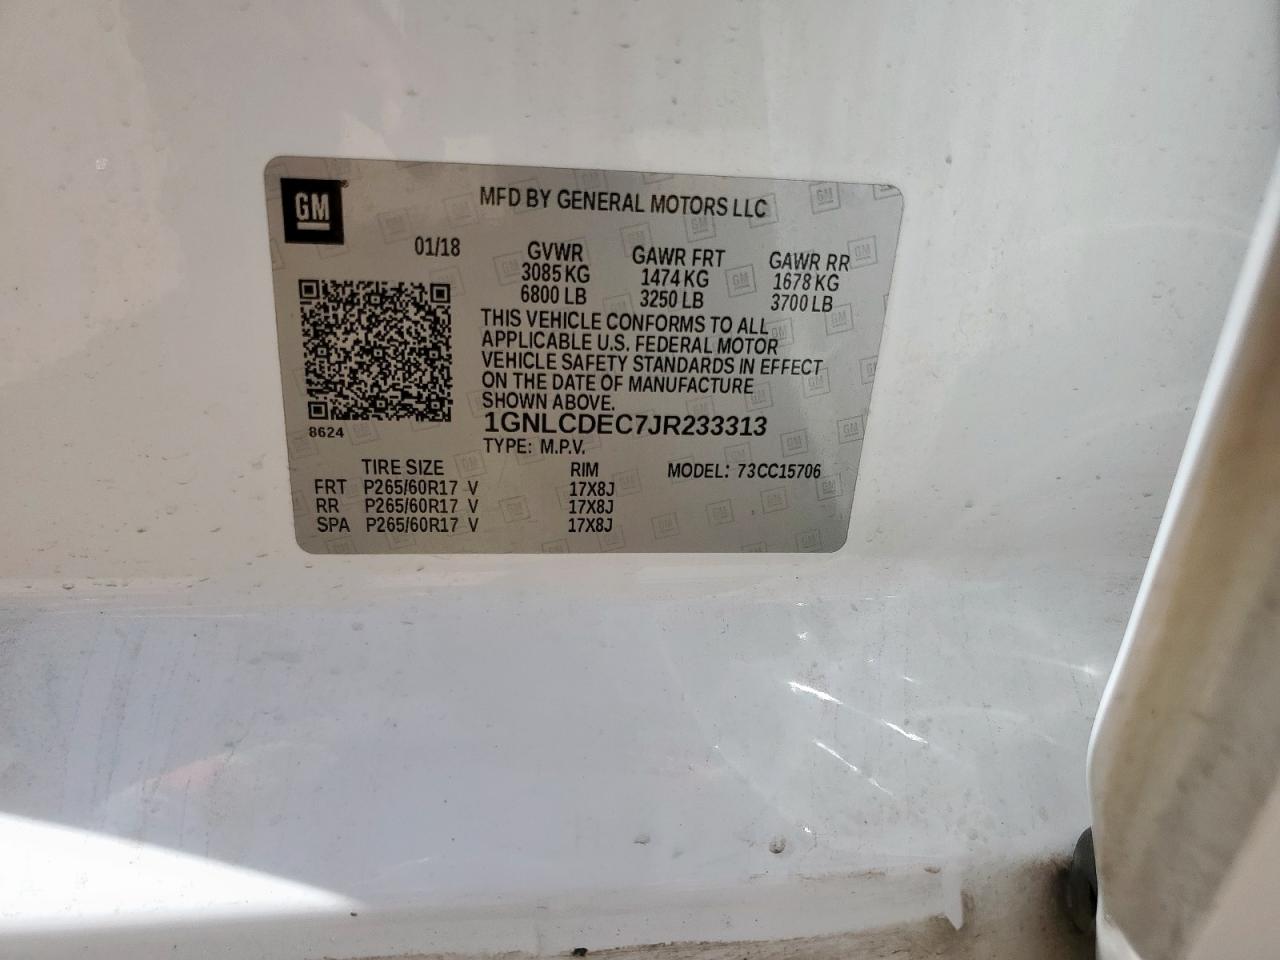 GM
MFD BY GENERAL MOTORS LLC
01/18 GVWR GAWR FRT GAWR RR
3085 KG 1474 KG 1678 KG
6800 LB 3250 LB 3700 LB
THIS VEHICLE CONFORMS TO ALL
APPLICABLE U.S. FEDERAL MOTOR
VEHICLE SAFETY STANDARDS IN EFFECT
ON THE DATE OF MANUFACTURE
SHOWN ABOVE.
8624
1GNLCDEC7JR233313
TYPE: M.P.V.
TIRE SIZE RIM MODEL: 73CC15706
FRT P265/60R17 V 17X8J
RR P265/60R17 V 17X8J
SPA P265/60R17 V 17X8J